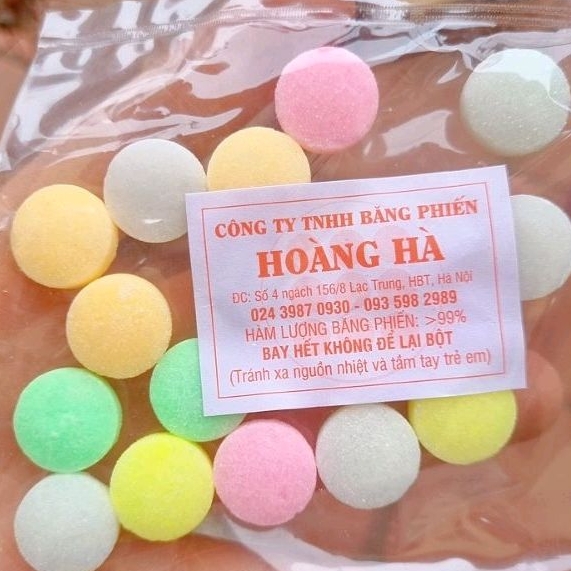 CÔNG TY TNHH BĂNG PHIẾN
HOÀNG HÀ
ĐC: Số 4 ngách 156/8 Lạc Trung, HBT, Hà Nội
024 3987 0930 - 093 598 2989
HÀM LƯỢNG BĂNG PHIẾN: >99%
BAY HẾT KHÔNG ĐỂ LẠI BỘT
(Tránh xa nguồn nhiệt và tầm tay trẻ em)